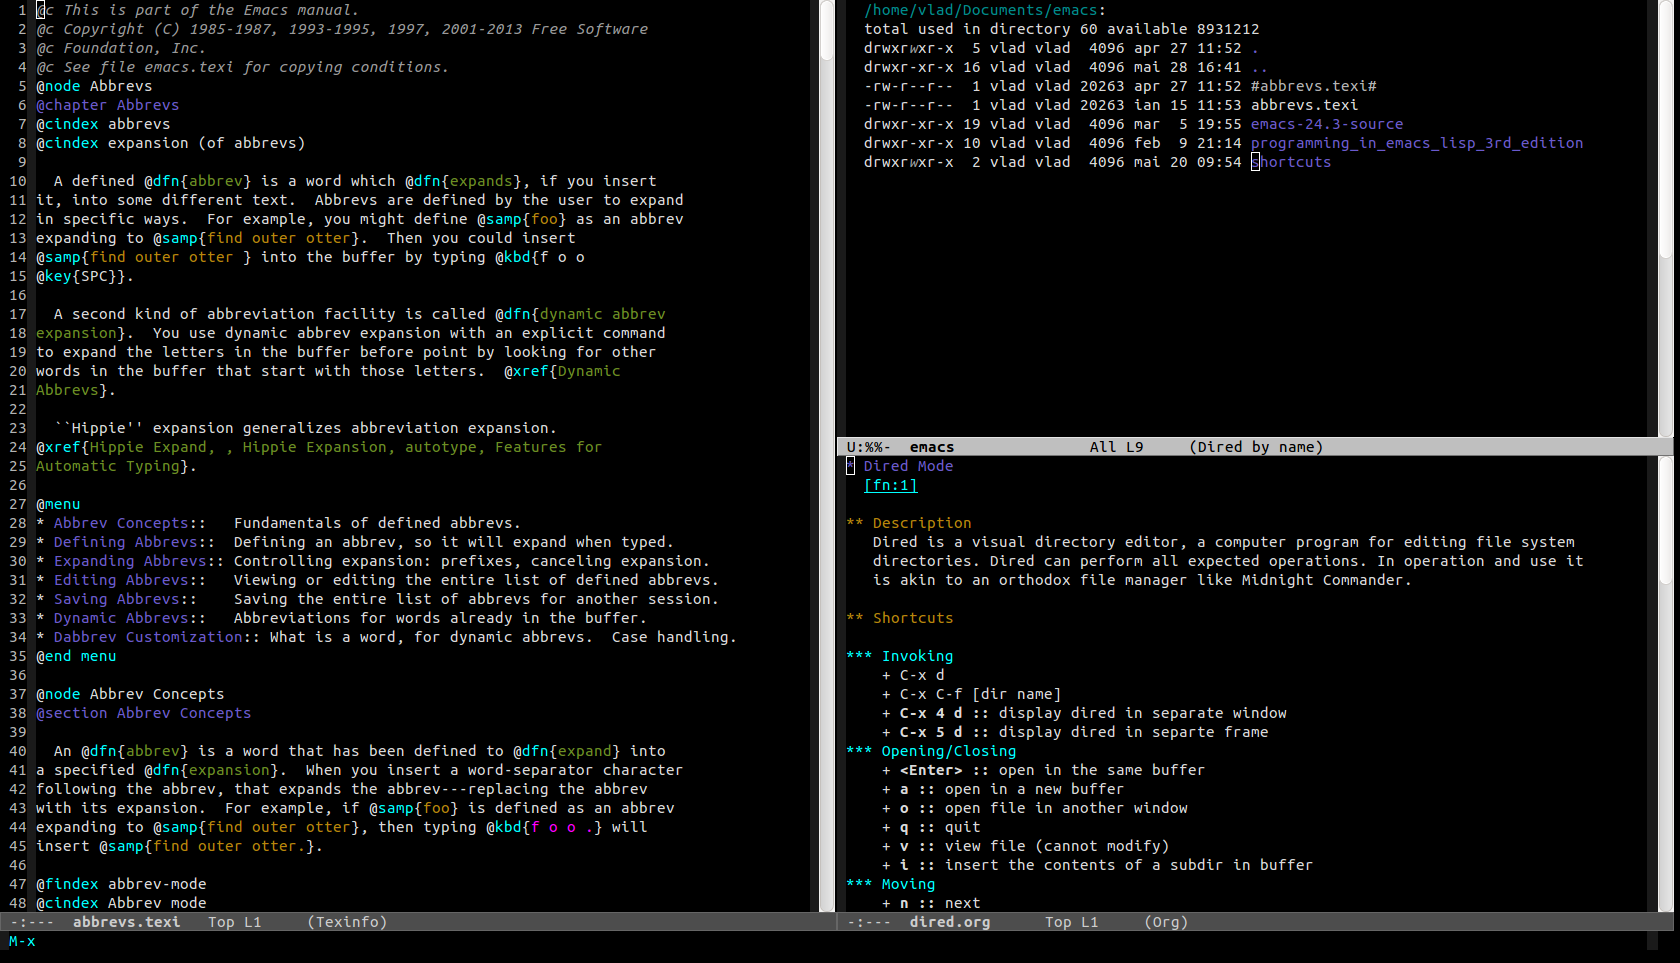 1 @c This is part of the Emacs manual.
2 @c Copyright (C) 1985-1987, 1993-1995, 1997, 2001-2013 Free Software
3 @c Foundation, Inc.
4 @c See file emacs.texi for copying conditions.
5 @node Abbrevs
6 @chapter Abbrevs
7 @cindex abbrevs
8 @cindex expansion (of abbrevs)
9
10   A defined @dfn{abbrev} is a word which @dfn{expands}, if you insert
11 it, into some different text.  Abbrevs are defined by the user to expand
12 in specific ways.  For example, you might define @samp{foo} as an abbrev
13 expanding to @samp{find outer otter}.  Then you could insert
14 @samp{find outer otter } into the buffer by typing @kbd{f o o
15 @key{SPC}}.
16
17   A second kind of abbreviation facility is called @dfn{dynamic abbrev
18 expansion}.  You use dynamic abbrev expansion with an explicit command
19 to expand the letters in the buffer before point by looking for other
20 words in the buffer that start with those letters.  @xref{Dynamic
21 Abbrevs}.
22
23   ``Hippie'' expansion generalizes abbreviation expansion.
24 @xref{Hippie Expand, , Hippie Expansion, autotype, Features for
25 Automatic Typing}.
26
27 @menu
28 * Abbrev Concepts::   Fundamentals of defined abbrevs.
29 * Defining Abbrevs::  Defining an abbrev, so it will expand when typed.
30 * Expanding Abbrevs:: Controlling expansion: prefixes, canceling expansion.
31 * Editing Abbrevs::   Viewing or editing the entire list of defined abbrevs.
32 * Saving Abbrevs::    Saving the entire list of abbrevs for another session.
33 * Dynamic Abbrevs::   Abbreviations for words already in the buffer.
34 * Dabbrev Customization:: What is a word, for dynamic abbrevs.  Case handling.
35 @end menu
36
37 @node Abbrev Concepts
38 @section Abbrev Concepts
39
40   An @dfn{abbrev} is a word that has been defined to @dfn{expand} into
41 a specified @dfn{expansion}.  When you insert a word-separator character
42 following the abbrev, that expands the abbrev---replacing the abbrev
43 with its expansion.  For example, if @samp{foo} is defined as an abbrev
44 expanding to @samp{find outer otter}, then typing @kbd{f o o .} will
45 insert @samp{find outer otter.}.
46
47 @findex abbrev-mode
48 @cindex Abbrev mode
-:---  abbrevs.texi   Top L1     (Texinfo)
M-x
/home/vlad/Documents/emacs:
total used in directory 60 available 8931212
drwxrwxr-x  5 vlad vlad  4096 apr 27 11:52 .
drwxr-xr-x 16 vlad vlad  4096 mai 28 16:41 ..
-rw-r--r--  1 vlad vlad 20263 apr 27 11:52 #abbrevs.texi#
-rw-r--r--  1 vlad vlad 20263 ian 15 11:53 abbrevs.texi
drwxr-xr-x 19 vlad vlad  4096 mar  5 19:55 emacs-24.3-source
drwxr-xr-x 10 vlad vlad  4096 feb  9 21:14 programming_in_emacs_lisp_3rd_edition
drwxrwxr-x  2 vlad vlad  4096 mai 20 09:54 shortcuts
U:%%-  emacs               All L9     (Dired by name)
* Dired Mode
[fn:1]
** Description
Dired is a visual directory editor, a computer program for editing file system
directories. Dired can perform all expected operations. In operation and use it
is akin to an orthodox file manager like Midnight Commander.
** Shortcuts
*** Invoking
+ C-x d
+ C-x C-f [dir name]
+ C-x 4 d :: display dired in separate window
+ C-x 5 d :: display dired in separte frame
*** Opening/Closing
+ <Enter> :: open in the same buffer
+ a :: open in a new buffer
+ o :: open file in another window
+ q :: quit
+ v :: view file (cannot modify)
+ i :: insert the contents of a subdir in buffer
*** Moving
+ n :: next
-:---  dired.org      Top L1     (Org)